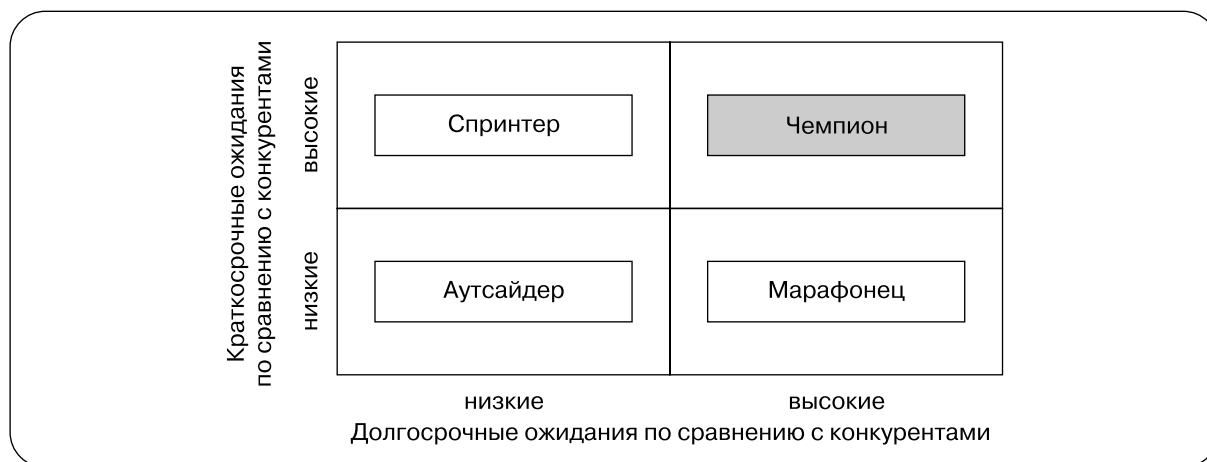 Краткосрочные ожидания
по сравнению с конкурентами
высокие
низкие
Спринтер
Чемпион
Аутсайдер
Марафонец
низкие
высокие
Долгосрочные ожидания по сравнению с конкурентами